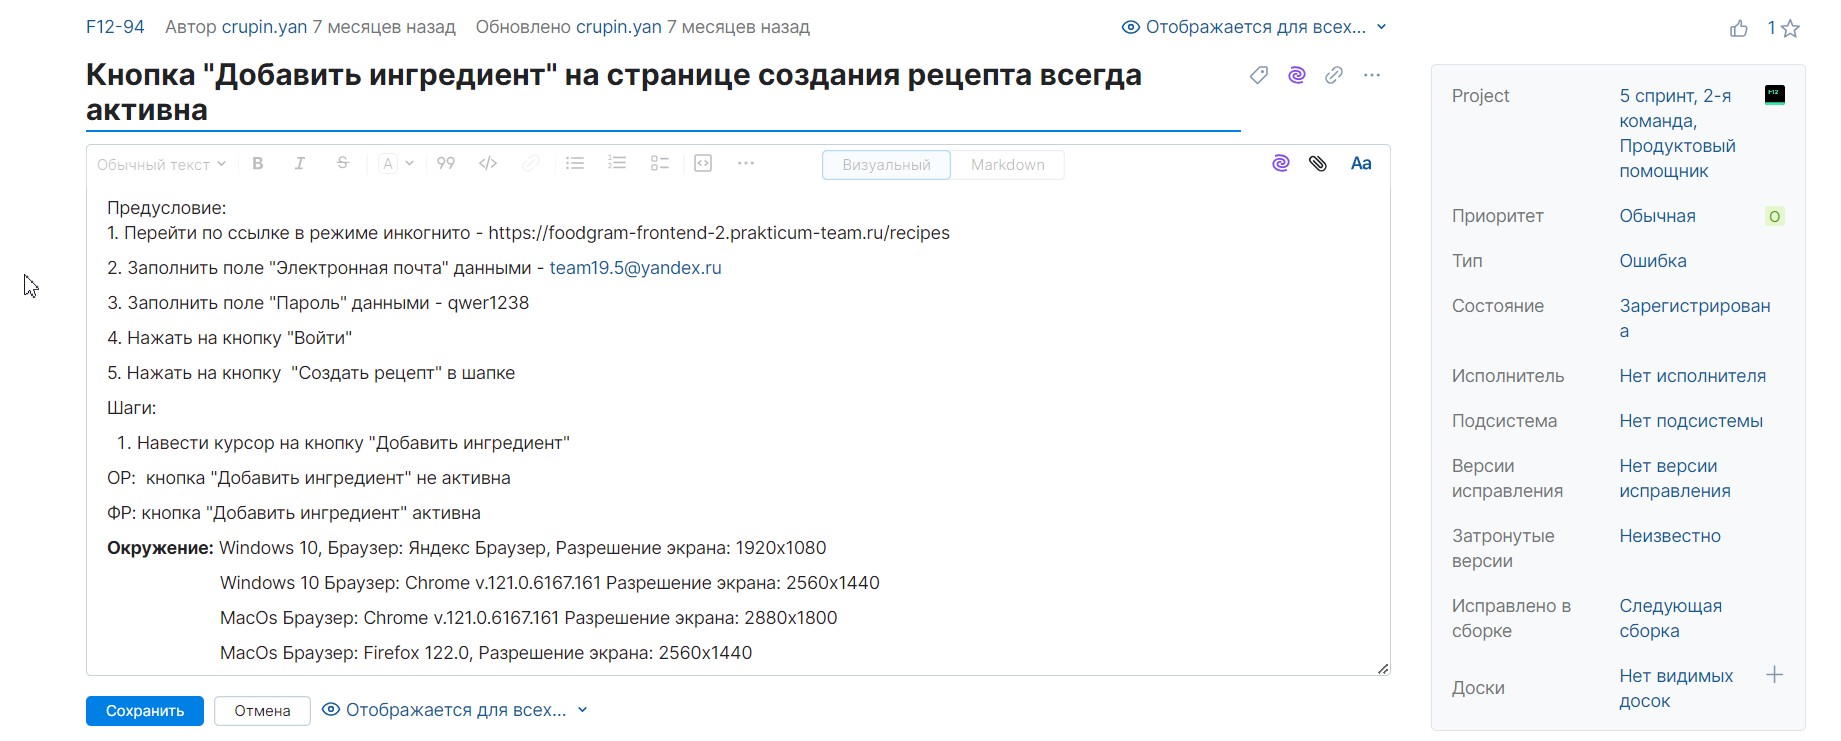 F12-94 Автор crupin.yan 7 месяцев назад Обновлено crupin.yan 7 месяцев назад Отображается для всех... 1
Кнопка "Добавить ингредиент" на странице создания рецепта всегда
активна
Обычный текст B I S A 99 </> Визуальный Markdown Aa
Предусловие:
1. Перейти по ссылке в режиме инкогнито - https://foodgram-frontend-2.prakticum-team.ru/recipes
2. Заполнить поле "Электронная почта" данными - team19.5@yandex.ru
3. Заполнить поле "Пароль" данными - qwer1238
4. Нажать на кнопку "Войти"
5. Нажать на кнопку  "Создать рецепт" в шапке
Шаги:
1. Навести курсор на кнопку "Добавить ингредиент"
ОР:  кнопка "Добавить ингредиент" не активна
ФР: кнопка "Добавить ингредиент" активна
Окружение: Windows 10, Браузер: Яндекс Браузер, Разрешение экрана: 1920x1080
Windows 10 Браузер: Chrome v.121.0.6167.161 Разрешение экрана: 2560x1440
MacOs Браузер: Chrome v.121.0.6167.161 Разрешение экрана: 2880x1800
MacOs Браузер: Firefox 122.0, Разрешение экрана: 2560x1440
Сохранить Отмена Отображается для всех...
Project 5 спринт, 2-я F12
команда,
Продуктовый
помощник
Приоритет Обычная О
Тип Ошибка
Состояние Зарегистрирован
а
Исполнитель Нет исполнителя
Подсистема Нет подсистемы
Версии Нет версии
исправления исправления
Затронутые Неизвестно
версии
Исправлено в Следующая
сборке сборка
Доски Нет видимых
досок